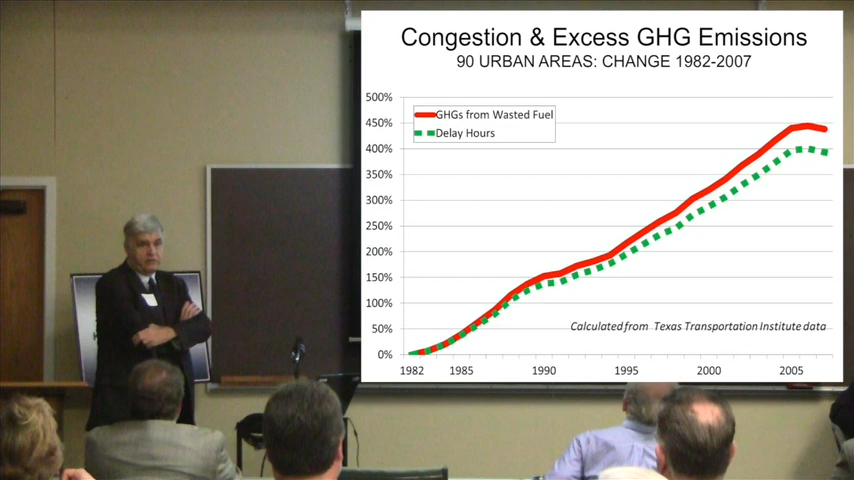 Congestion & Excess GHG Emissions
90 URBAN AREAS: CHANGE 1982-2007
500%
450%
400%
350%
300%
250%
200%
150%
100%
50%
0%
GHGs from Wasted Fuel
Delay Hours
Calculated from Texas Transportation Institute data
1982 1985 1990 1995 2000 2005